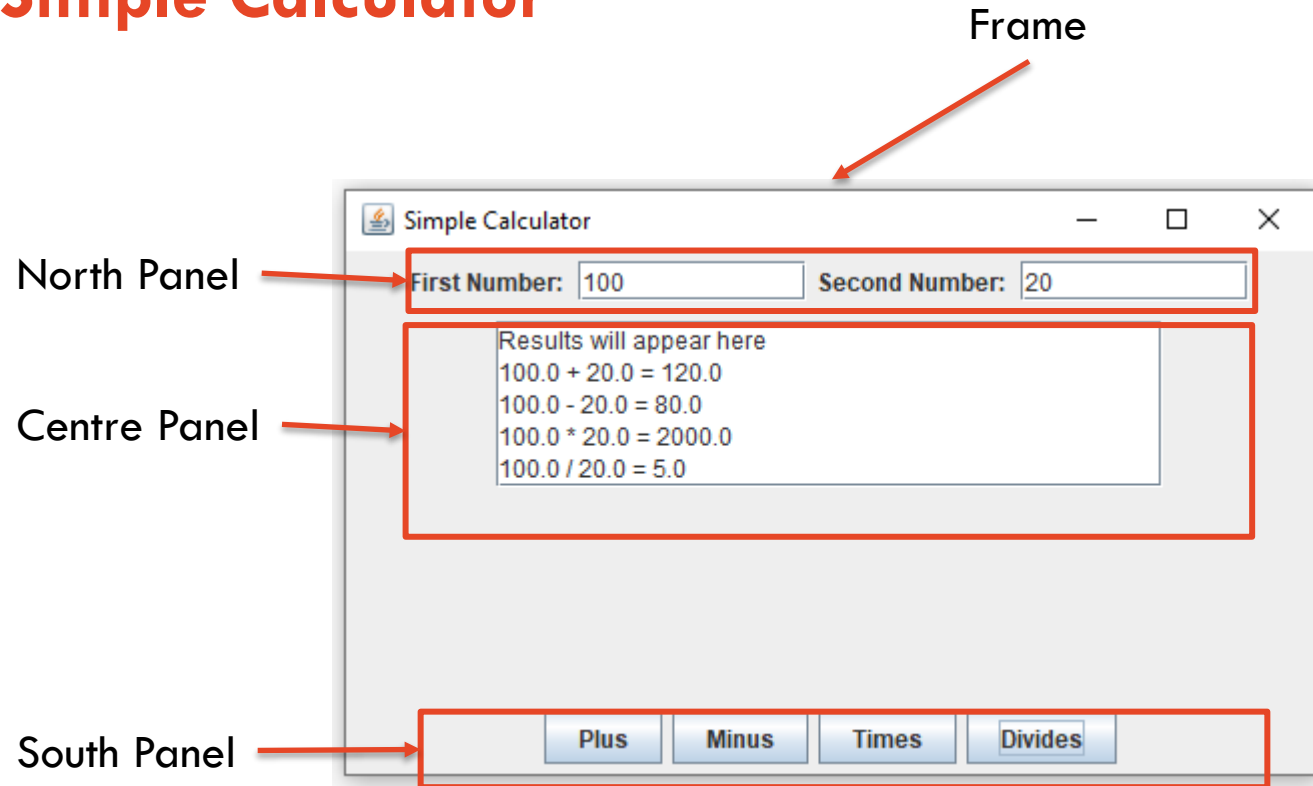 Simple Calculator
Frame
Simple Calculator
North Panel
First Number: 100 Second Number: 20
Results will appear here
100.0 + 20.0 = 120.0
100.0 - 20.0 = 80.0
Centre Panel
100.0 * 20.0 = 2000.0
100.0 / 20.0 = 5.0
South Panel
Plus Minus Times Divides